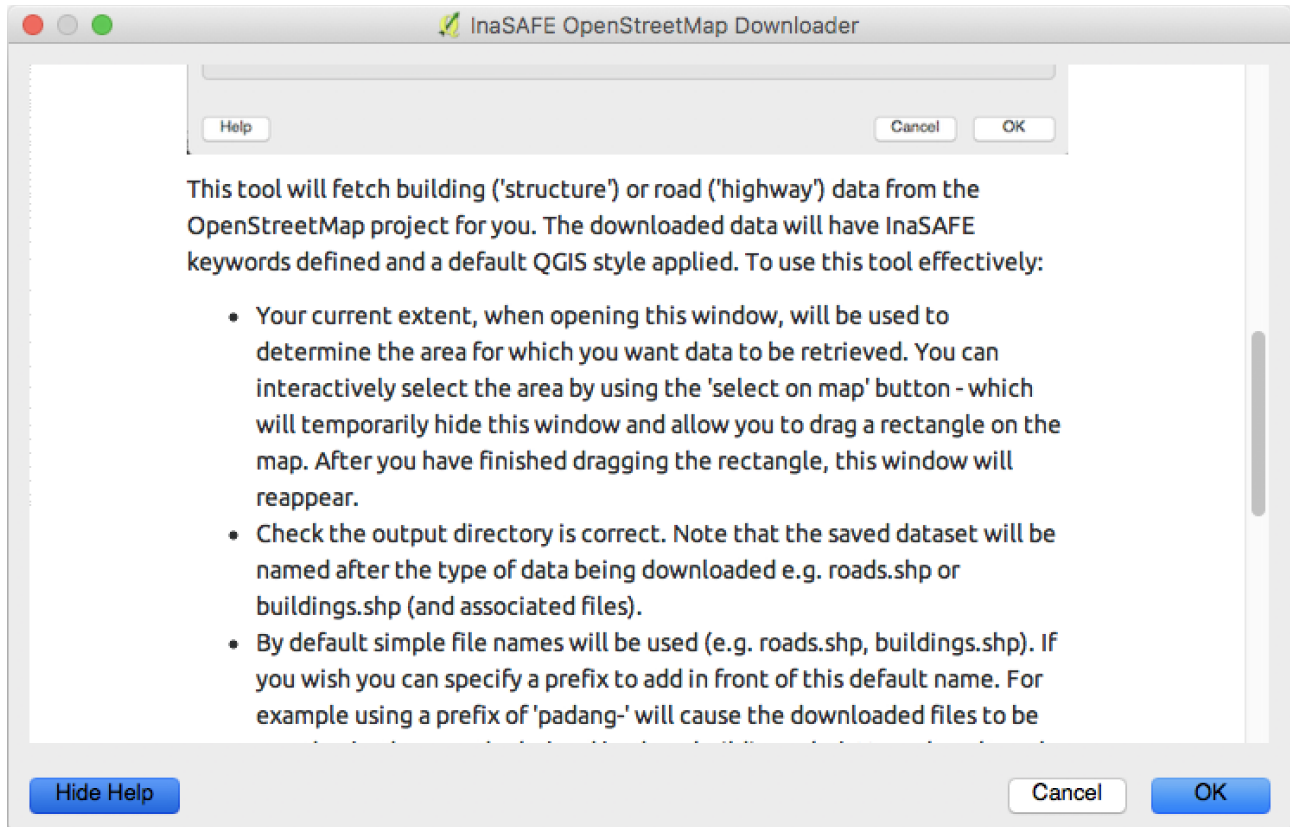 InaSAFE OpenStreetMap Downloader
Help
Cancel
OK
This tool will fetch building ('structure') or road ('highway') data from the
OpenStreetMap project for you. The downloaded data will have InaSAFE
keywords defined and a default QGIS style applied. To use this tool effectively:
• Your current extent, when opening this window, will be used to
determine the area for which you want data to be retrieved. You can
interactively select the area by using the 'select on map' button - which
will temporarily hide this window and allow you to drag a rectangle on the
map. After you have finished dragging the rectangle, this window will
reappear.
• Check the output directory is correct. Note that the saved dataset will be
named after the type of data being downloaded e.g. roads.shp or
buildings.shp (and associated files).
• By default simple file names will be used (e.g. roads.shp, buildings.shp). If
you wish you can specify a prefix to add in front of this default name. For
example using a prefix of 'padang-' will cause the downloaded files to be
Hide Help
Cancel
OK